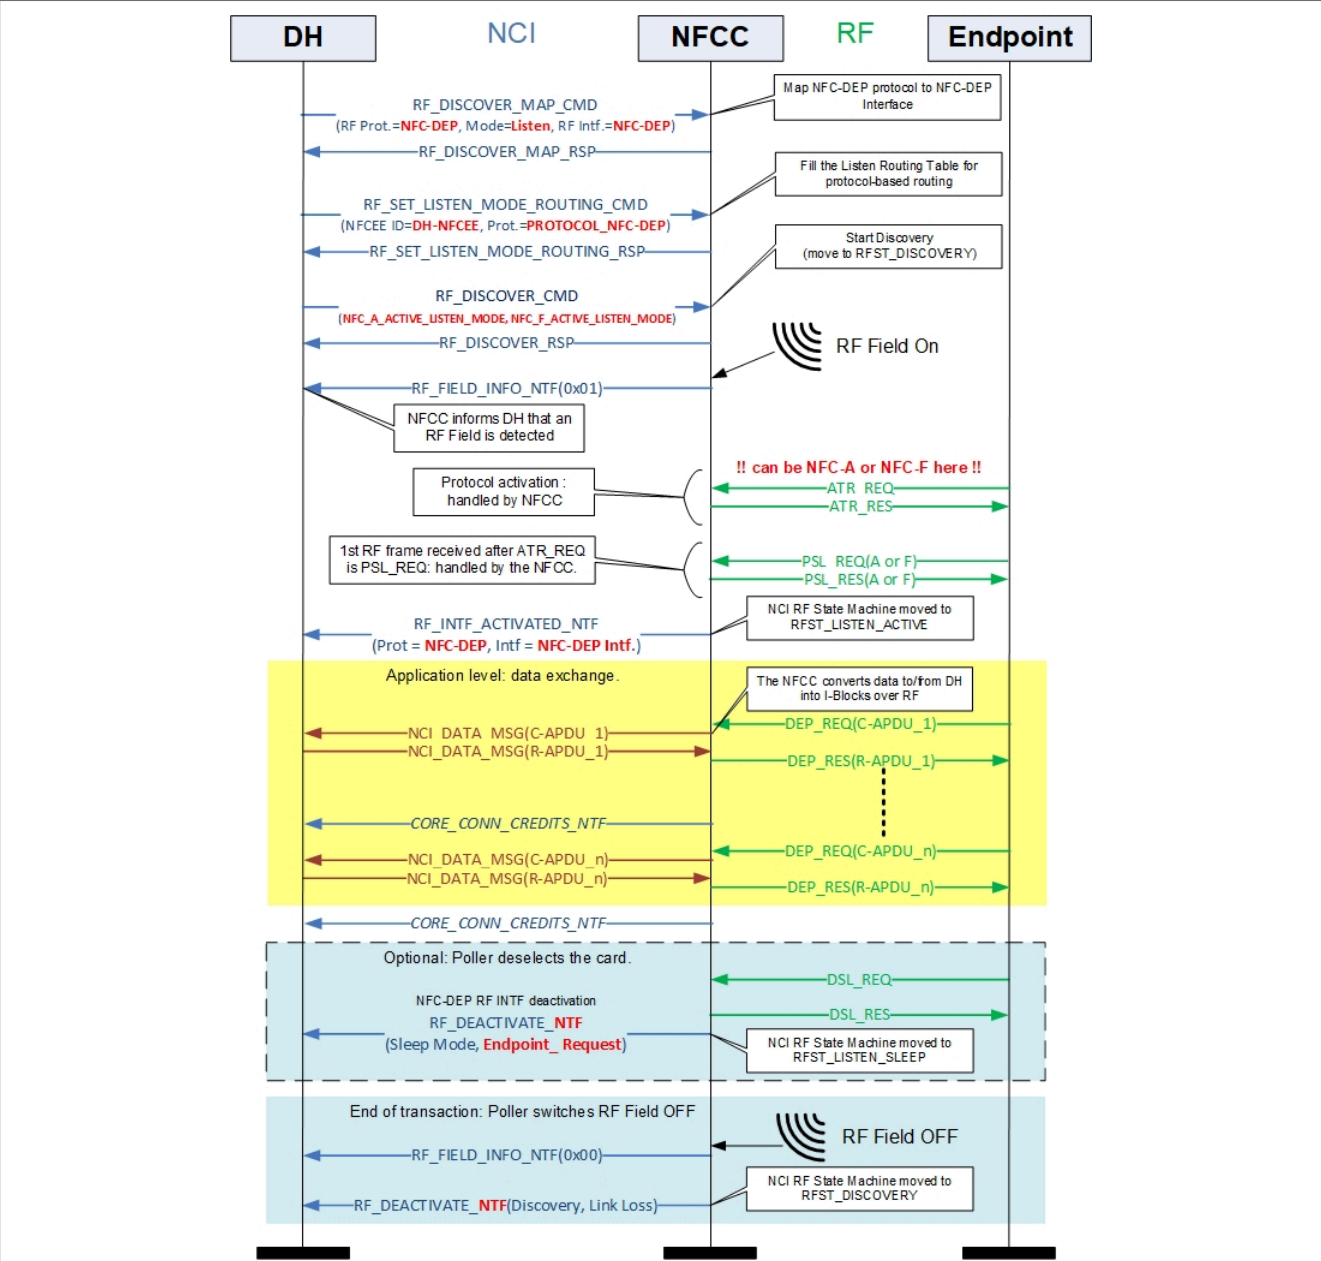 DH
NCI
NFCC
RF
Endpoint
RF_DISCOVER_MAP_CMD
(RF Prot.=NFC-DEP, Mode=Listen, RF Intf.=NFC-DEP)
Map NFC-DEP protocol to NFC-DEP
Interface
RF_DISCOVER_MAP_RSP
Fill the Listen Routing Table for
protocol-based routing
RF_SET_LISTEN_MODE_ROUTING_CMD
(NFCEE ID=DH-NFCEE, Prot.=PROTOCOL_NFC-DEP)
RF_SET_LISTEN_MODE_ROUTING_RSP
Start Discovery
(move to RFST_DISCOVERY)
RF_DISCOVER_CMD
(NFC_A_ACTIVE_LISTEN_MODE, NFC_F_ACTIVE_LISTEN_MODE)
RF_DISCOVER_RSP
RF Field On
RF_FIELD_INFO_NTF(0x01)
NFCC informs DH that an
RF Field is detected
!! can be NFC-A or NFC-F here !!
Protocol activation :
handled by NFCC
ATR_REQ
ATR_RES
1st RF frame received after ATR_REQ
is PSL_REQ: handled by the NFCC.
PSL_REQ(A or F)
PSL_RES(A or F)
RF_INTF_ACTIVATED_NTF
(Prot = NFC-DEP, Intf = NFC-DEP Intf.)
NCI RF State Machine moved to
RFST_LISTEN_ACTIVE
Application level: data exchange.
The NFCC converts data to/from DH
into I-Blocks over RF
DEP_REQ(C-APDU_1)
NCI_DATA_MSG(C-APDU_1)
NCI_DATA_MSG(R-APDU_1)
DEP_RES(R-APDU_1)
CORE_CONN_CREDITS_NTF
DEP_REQ(C-APDU_n)
NCI_DATA_MSG(C-APDU_n)
NCI_DATA_MSG(R-APDU_n)
DEP_RES(R-APDU_n)
CORE_CONN_CREDITS_NTF
Optional: Poller deselects the card.
DSL_REQ
NFC-DEP RF INTF deactivation
DSL_RES
RF_DEACTIVATE_NTF
(Sleep Mode, Endpoint_ Request)
NCI RF State Machine moved to
RFST_LISTEN_SLEEP
End of transaction: Poller switches RF Field OFF
RF Field OFF
RF_FIELD_INFO_NTF(0x00)
NCI RF State Machine moved to
RFST_DISCOVERY
RF_DEACTIVATE_NTF(Discovery, Link Loss)